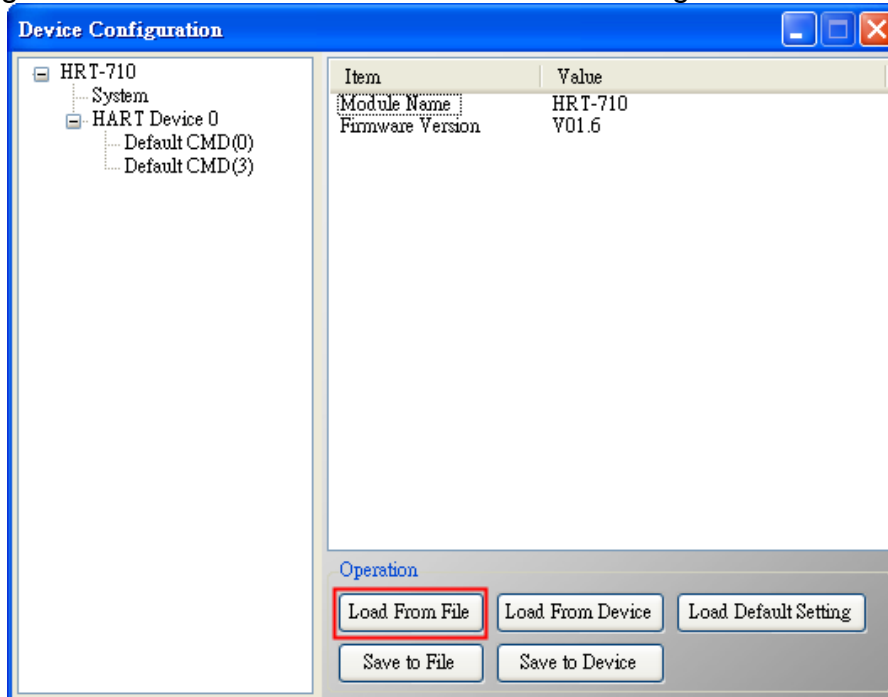 Device Configuration
HRT-710
System
HART Device 0
Default CMD(0)
Default CMD(3)
Item Value
Module Name HRT-710
Firmware Version V01.6
Operation
Load From File Load From Device Load Default Setting
Save to File Save to Device